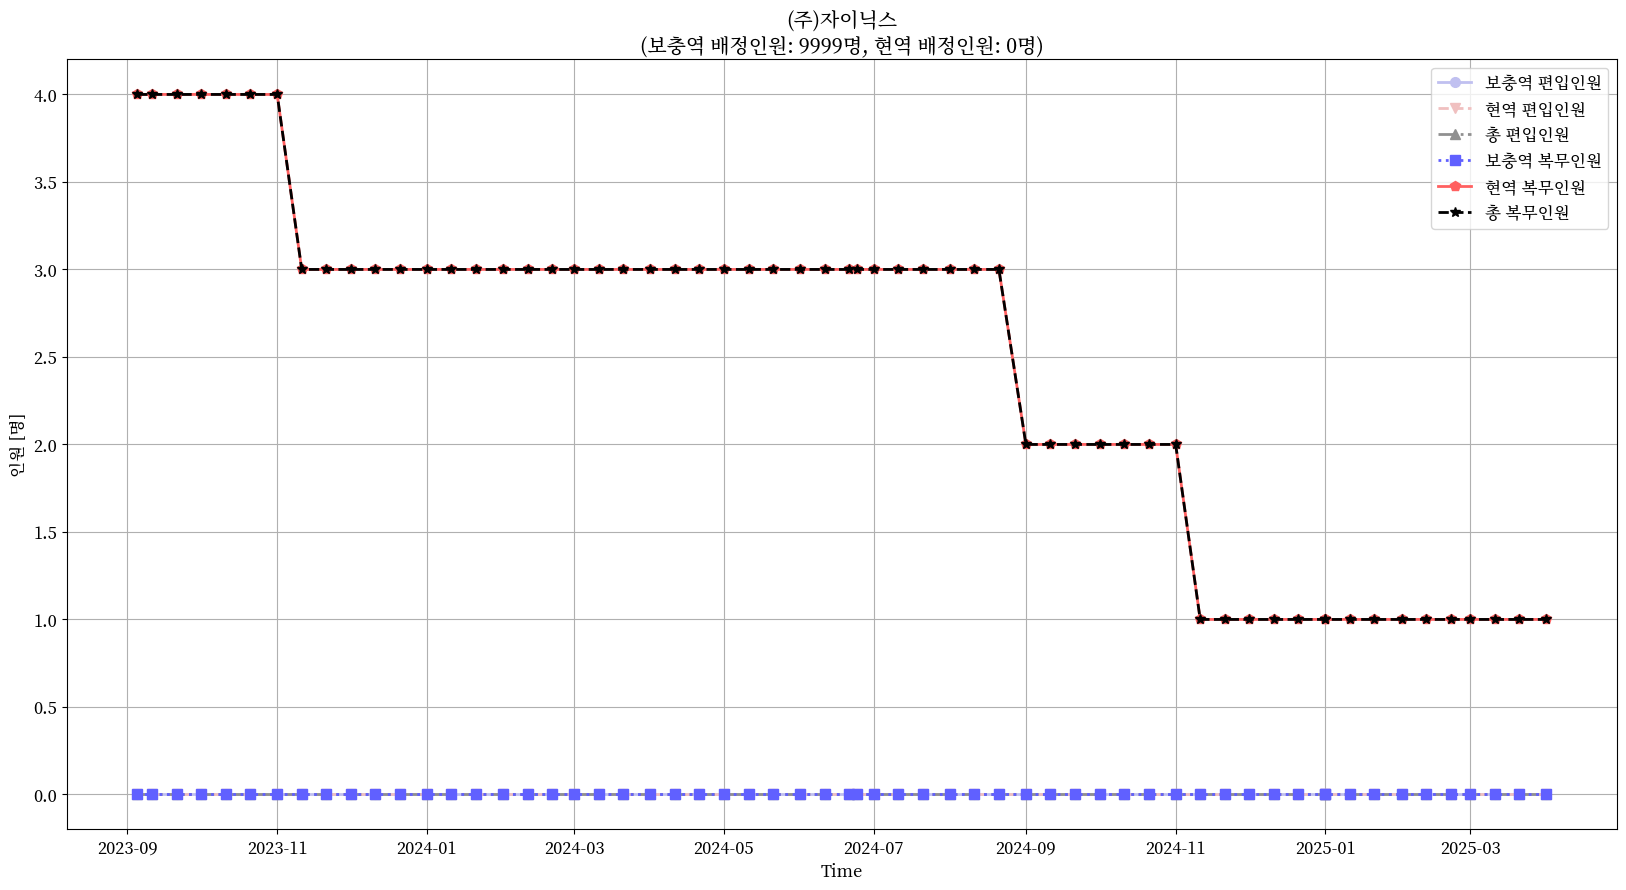 (주)자이닉스
(보충역 배정인원: 9999명, 현역 배정인원: 0명)
보충역 편입인원
현역 편입인원
총 편입인원
보충역 복무인원
현역 복무인원
총 복무인원
인원 [명]
4.0
3.5
3.0
2.5
2.0
1.5
1.0
0.5
0.0
2023-09 2023-11 2024-01 2024-03 2024-05 2024-07 2024-09 2024-11 2025-01 2025-03
Time